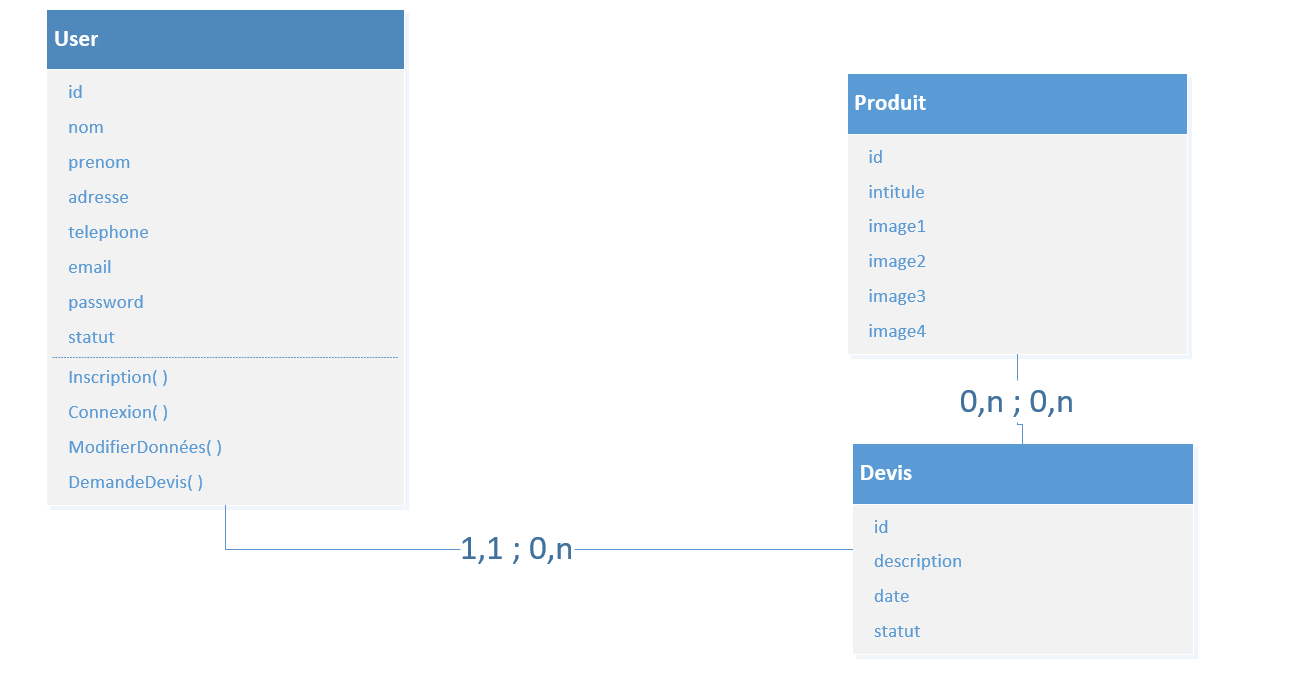 User
id
nom
prenom
adresse
telephone
email
password
statut
Inscription( )
Connexion( )
ModifierDonnées( )
DemandeDevis( )
1,1 ; 0,n
Produit
id
intitule
image1
image2
image3
image4
0,n ; 0,n
Devis
id
description
date
statut